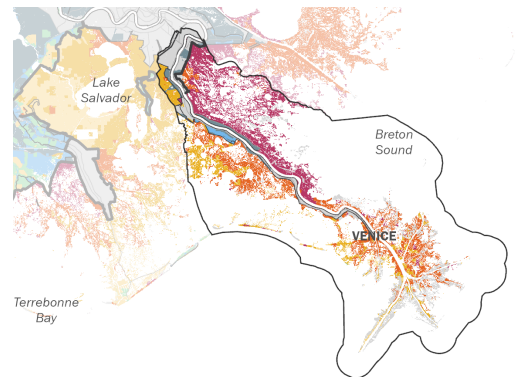 Lake
Salvador
Breton
Sound
VENICE
Terrebonne
Bay